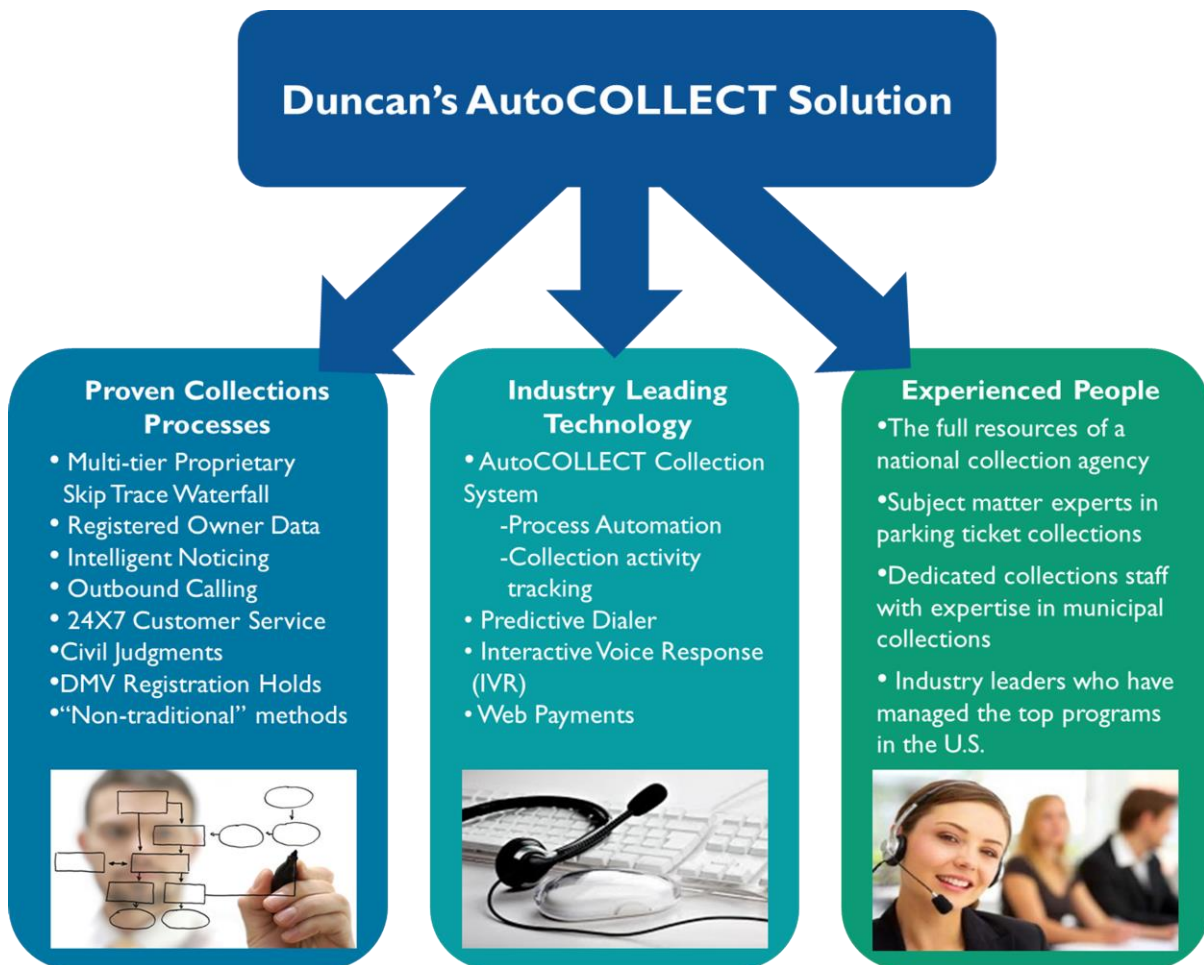 Duncan's AutoCOLLECT Solution
Proven Collections
Processes
• Multi-tier Proprietary
Skip Trace Waterfall
• Registered Owner Data
• Intelligent Noticing
• Outbound Calling
• 24X7 Customer Service
•Civil Judgments
•DMV Registration Holds
•“Non-traditional” methods
Industry Leading
Technology
• AutoCOLLECT Collection
System
-Process Automation
-Collection activity
tracking
• Predictive Dialer
• Interactive Voice Response
(IVR)
• Web Payments
Experienced People
•The full resources of a
national collection agency
•Subject matter experts in
parking ticket collections
•Dedicated collections staff
with expertise in municipal
collections
• Industry leaders who have
managed the top programs
in the U.S.